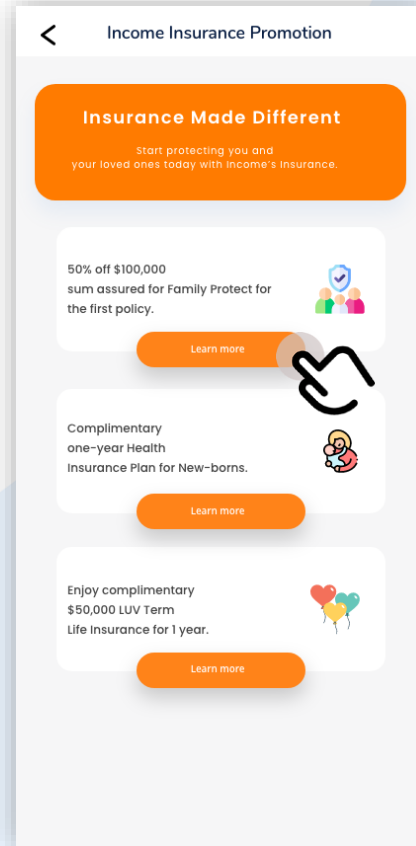 Income Insurance Promotion
Insurance Made Different
Start protecting you and
your loved ones today with Income's Insurance.
50% off $100,000
sum assured for Family Protect for
the first policy.
Learn more
Complimentary
one-year Health
Insurance Plan for New-borns.
Learn more
Enjoy complimentary
$50,000 LUV Term
Life Insurance for 1 year.
Learn more